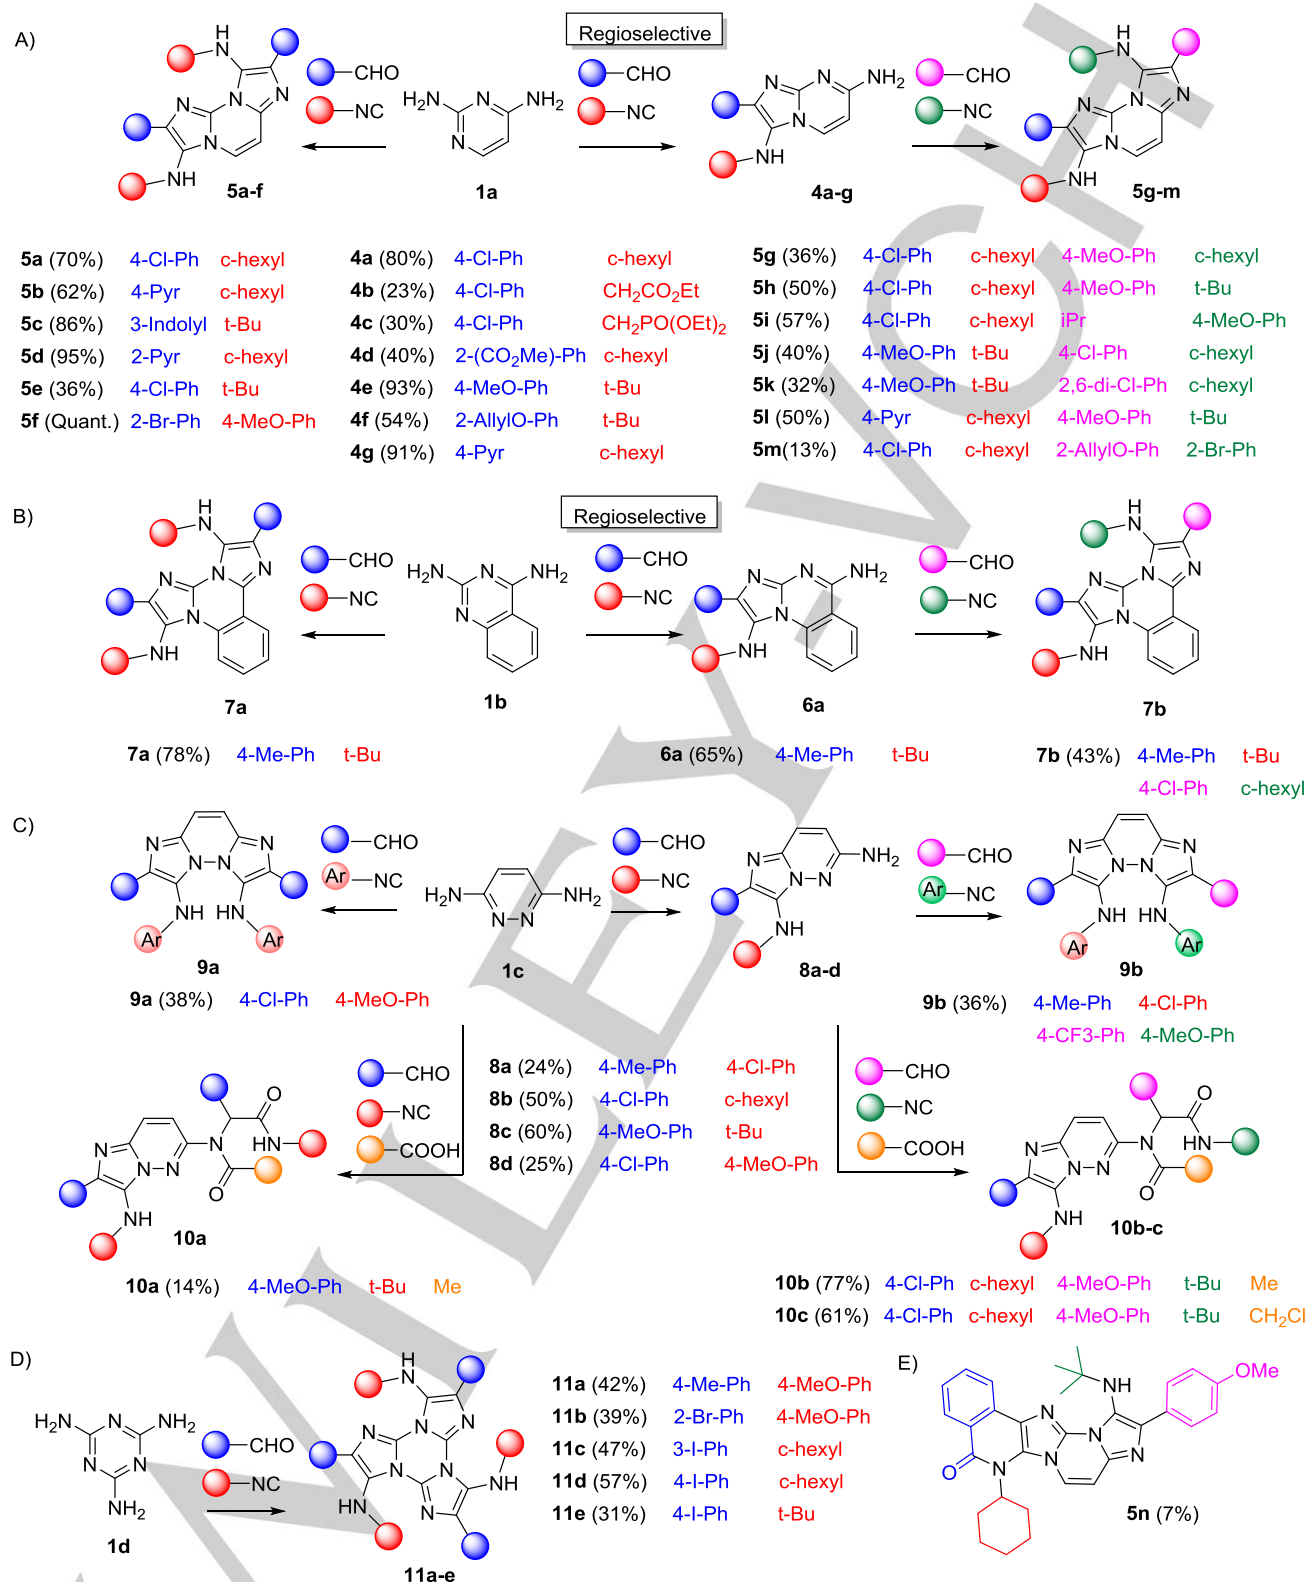 A)
Regioselective
CHO
NC
H2N
N
NH2
CHO
NC
CHO
NC
5a-f
1a
4a-g
5g-m
5a (70%) 4-Cl-Ph c-hexyl
5b (62%) 4-Pyr c-hexyl
5c (86%) 3-Indolyl t-Bu
5d (95%) 2-Pyr c-hexyl
5e (36%) 4-Cl-Ph t-Bu
5f (Quant.) 2-Br-Ph 4-MeO-Ph
4a (80%) 4-Cl-Ph c-hexyl
4b (23%) 4-Cl-Ph CH2CO2Et
4c (30%) 4-Cl-Ph CH2PO(OEt)2
4d (40%) 2-(CO2Me)-Ph c-hexyl
4e (93%) 4-MeO-Ph t-Bu
4f (54%) 2-AllylO-Ph t-Bu
4g (91%) 4-Pyr c-hexyl
5g (36%) 4-Cl-Ph c-hexyl 4-MeO-Ph c-hexyl
5h (50%) 4-Cl-Ph c-hexyl 4-MeO-Ph t-Bu
5i (57%) 4-Cl-Ph c-hexyl iPr 4-MeO-Ph
5j (40%) 4-MeO-Ph t-Bu 4-Cl-Ph c-hexyl
5k (32%) 4-MeO-Ph t-Bu 2,6-di-Cl-Ph c-hexyl
5l (50%) 4-Pyr c-hexyl 4-MeO-Ph t-Bu
5m(13%) 4-Cl-Ph c-hexyl 2-AllylO-Ph 2-Br-Ph
B)
Regioselective
CHO
NC
H2N
N
NH2
CHO
NC
CHO
NC
7a
1b
6a
7b
7a (78%) 4-Me-Ph t-Bu
6a (65%) 4-Me-Ph t-Bu
7b (43%) 4-Me-Ph t-Bu
4-Cl-Ph c-hexyl
C)
CHO
Ar NC
H2N
N N
NH2
CHO
NC
CHO
Ar NC
NH HN
Ar Ar
9a
1c
8a-d
9b
9a (38%) 4-Cl-Ph 4-MeO-Ph
9b (36%) 4-Me-Ph 4-Cl-Ph
4-CF3-Ph 4-MeO-Ph
8a (24%) 4-Me-Ph 4-Cl-Ph
8b (50%) 4-Cl-Ph c-hexyl
8c (60%) 4-MeO-Ph t-Bu
8d (25%) 4-Cl-Ph 4-MeO-Ph
CHO
NC
COOH
CHO
NC
COOH
10a
10b-c
10a (14%) 4-MeO-Ph t-Bu Me
10b (77%) 4-Cl-Ph c-hexyl 4-MeO-Ph t-Bu Me
10c (61%) 4-Cl-Ph c-hexyl 4-MeO-Ph t-Bu CH2Cl
D)
NH2
N
NH2
NH2
CHO
NC
1d
11a-e
11a (42%) 4-Me-Ph 4-MeO-Ph
11b (39%) 2-Br-Ph 4-MeO-Ph
11c (47%) 3-I-Ph c-hexyl
11d (57%) 4-I-Ph c-hexyl
11e (31%) 4-I-Ph t-Bu
E)
NH
OMe
N
O
5n (7%)
WILEY-VCH